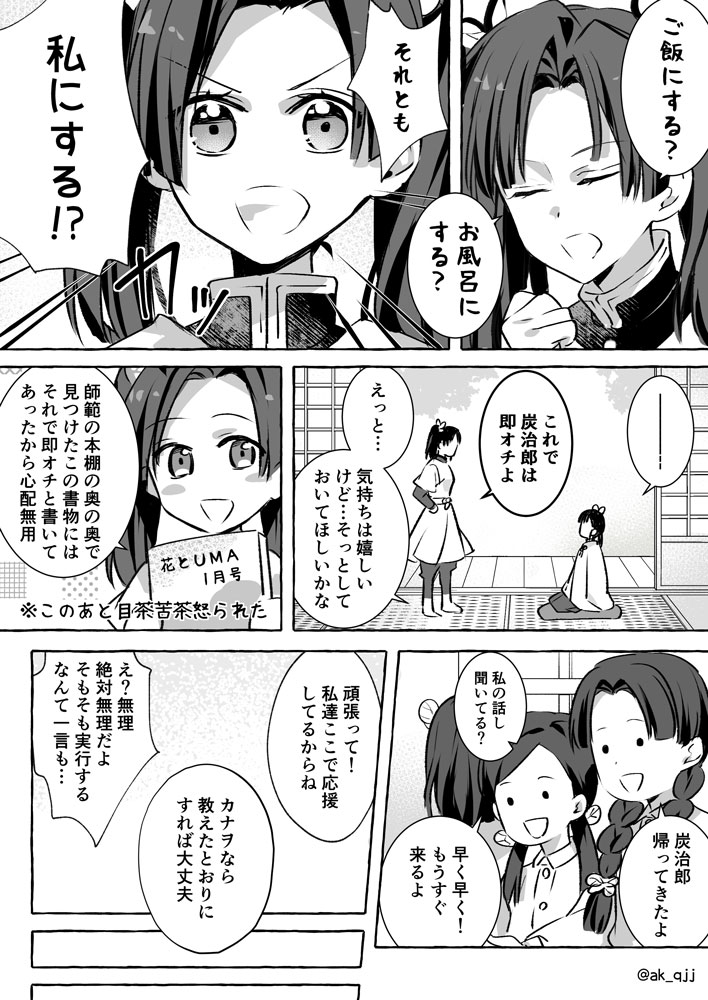 ご飯にする?
お風呂に
する?
それとも
私にする!?
ガッ
――
これで
炭治郎は
即オチよ
えっと…
気持ちは嬉しい
けど…そっとして
おいてほしいかな
師範の本棚の奥の奥で
見つけたこの書物には
それで即オチと書いて
あったから心配無用
花とUMA
1月号
※このあと目茶苦茶怒られた
炭治郎
帰ってきたよ
私の話し
聞いてる?
早く早く!
もうすぐ
来るよ
頑張って!
私達ここで応援
してるからね
え?無理
絶対無理だよ
そもそも実行する
なんて一言も…
カナヲなら
教えたとおりに
すれば大丈夫
@ak_qjj